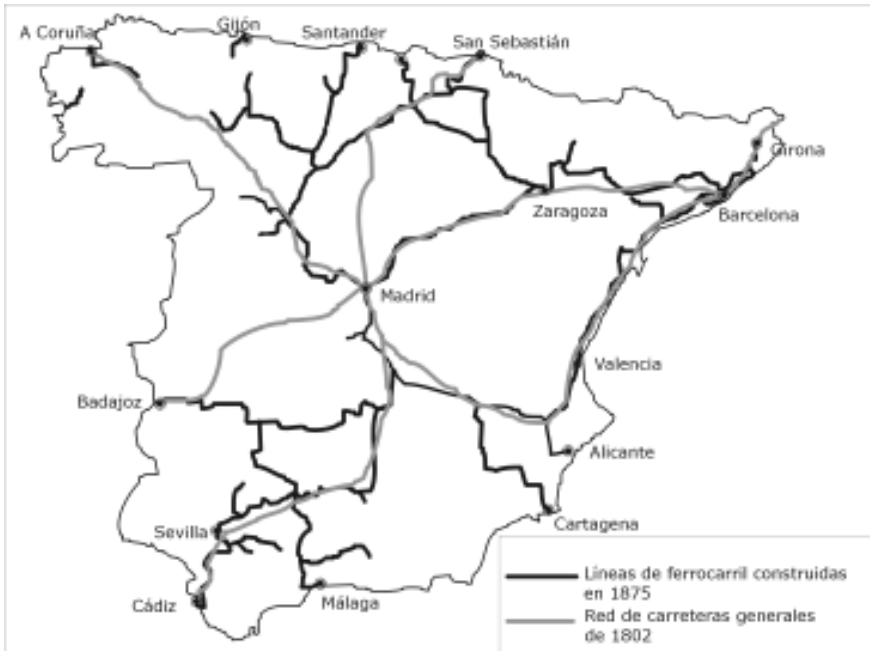 A Coruña
Gijón
Santander
San Sebastián
Girona
Zaragoza
Barcelona
Madrid
Valencia
Badajoz
Alicante
Sevilla
Cartagena
Cádiz
Málaga
Líneas de ferrocarril construidas
en 1875
Red de carreteras generales
de 1802